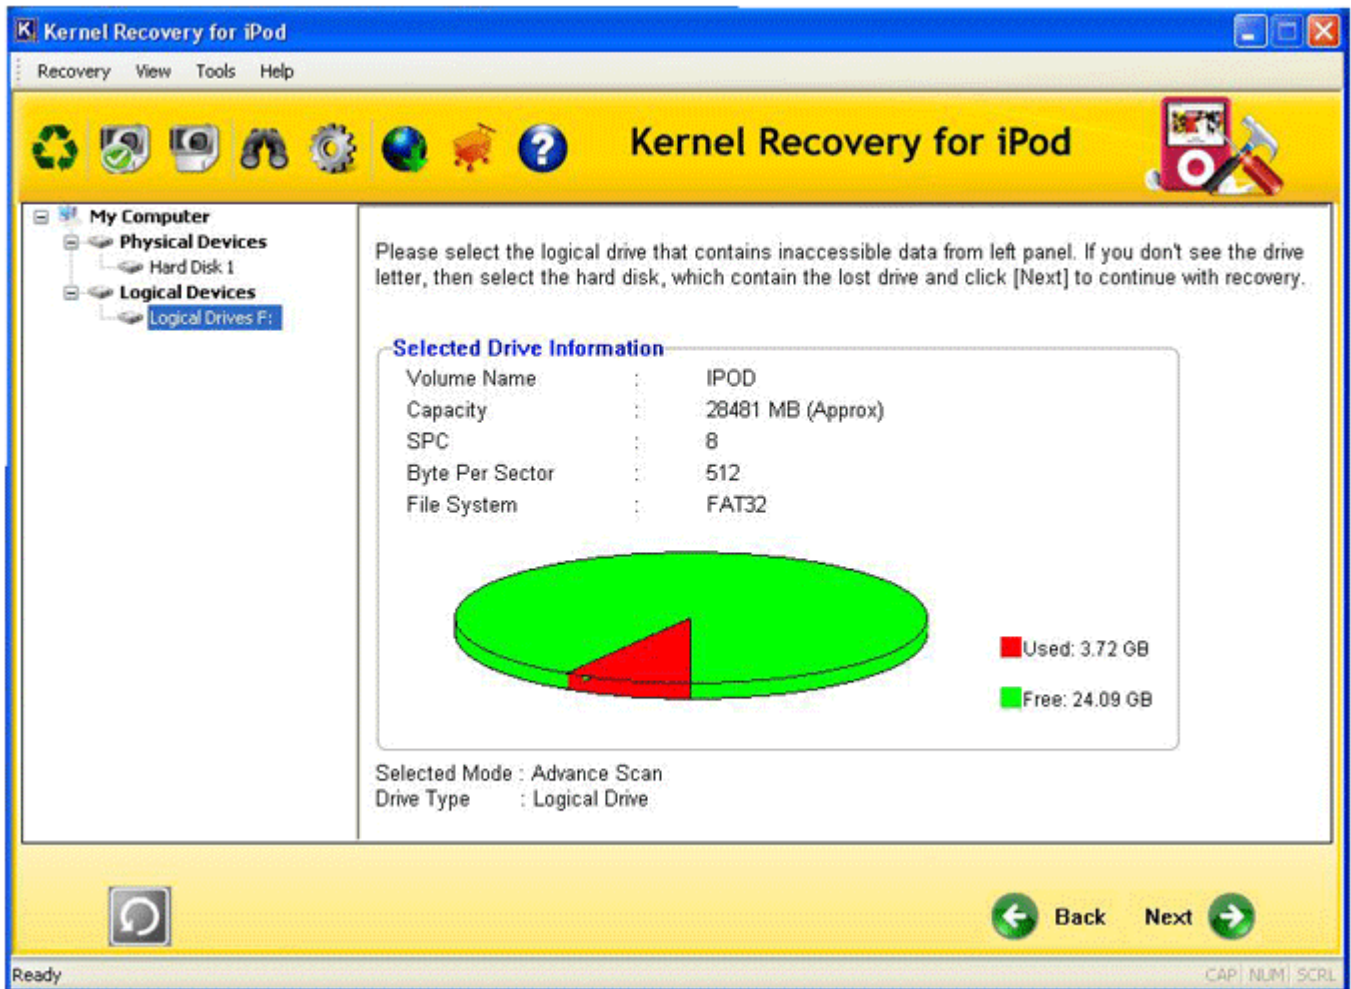 Kernel Recovery for iPod
Recovery View Tools Help
Kernel Recovery for iPod
My Computer
Physical Devices
Hard Disk 1
Logical Devices
Logical Drives F:
Please select the logical drive that contains inaccessible data from left panel. If you don't see the drive
letter, then select the hard disk, which contain the lost drive and click [Next] to continue with recovery.
Selected Drive Information
Volume Name : IPOD
Capacity : 28481 MB (Approx)
SPC : 8
Byte Per Sector : 512
File System : FAT32
Used: 3.72 GB
Free: 24.09 GB
Selected Mode : Advance Scan
Drive Type : Logical Drive
Back Next
Ready CAP NUM SCRL